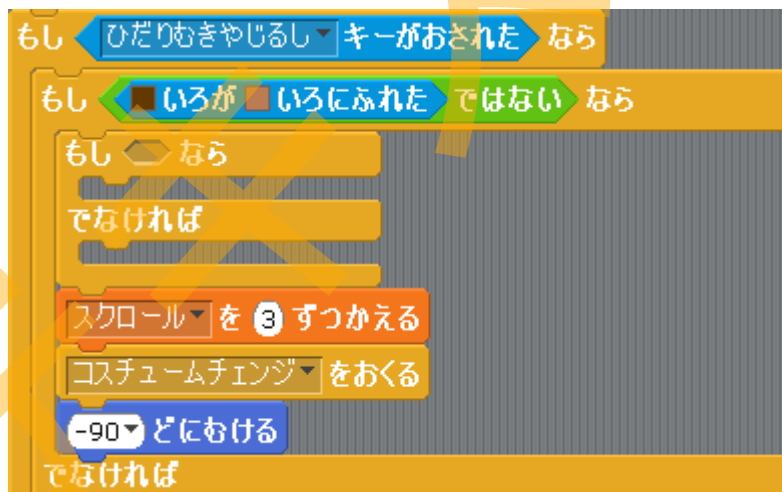 もし ひだりむきやじるし キーがおされた なら
もし いろが いろにふれた ではない なら
もし なら
でなければ
スクロール を 3 ずつかえる
コスチュームチェンジ をおくる
-90 どにむける
でなければ